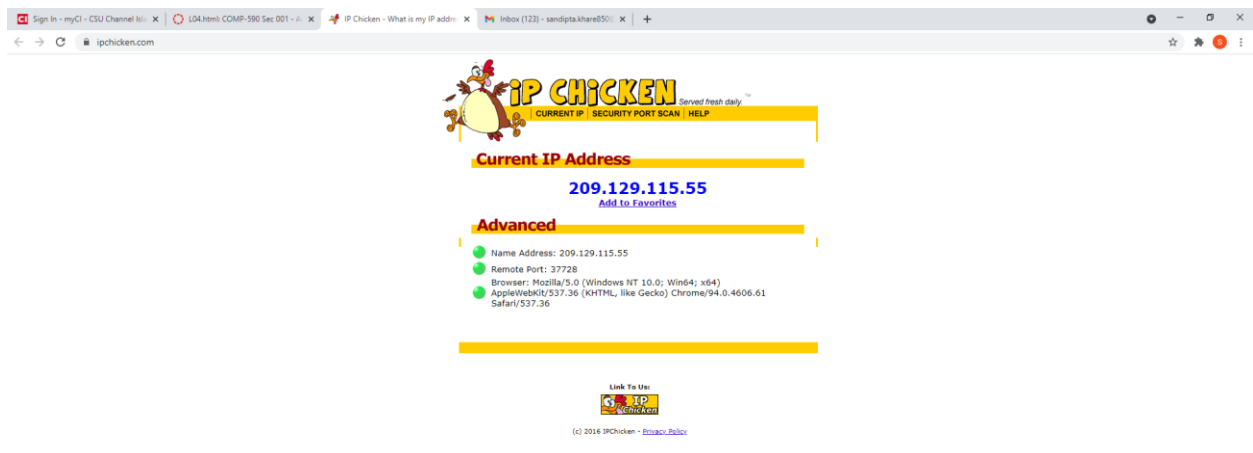 Sign In - myCI - CSU Channel Isla
L04.html: COMP-590 Sec 001 - A
IP Chicken - What is my IP addre
Inbox (123) - sandipta.khare850
ipchicken.com
S
iP CHiCKEN Served fresh daily. ™
CURRENT IP | SECURITY PORT SCAN | HELP
Current IP Address
209.129.115.55
Add to Favorites
Advanced
Name Address: 209.129.115.55
Remote Port: 37728
Browser: Mozilla/5.0 (Windows NT 10.0; Win64; x64)
AppleWebKit/537.36 (KHTML, like Gecko) Chrome/94.0.4606.61
Safari/537.36
Link To Us:
IP
Chicken
(c) 2016 IPChicken - Privacy Policy